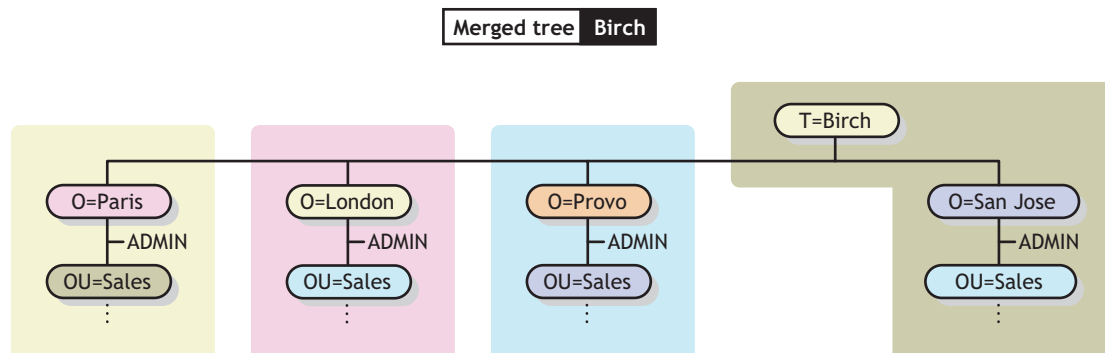 Merged tree Birch
T=Birch
O=Paris O=London O=Provo O=San Jose
ADMIN ADMIN ADMIN ADMIN
OU=Sales OU=Sales OU=Sales OU=Sales